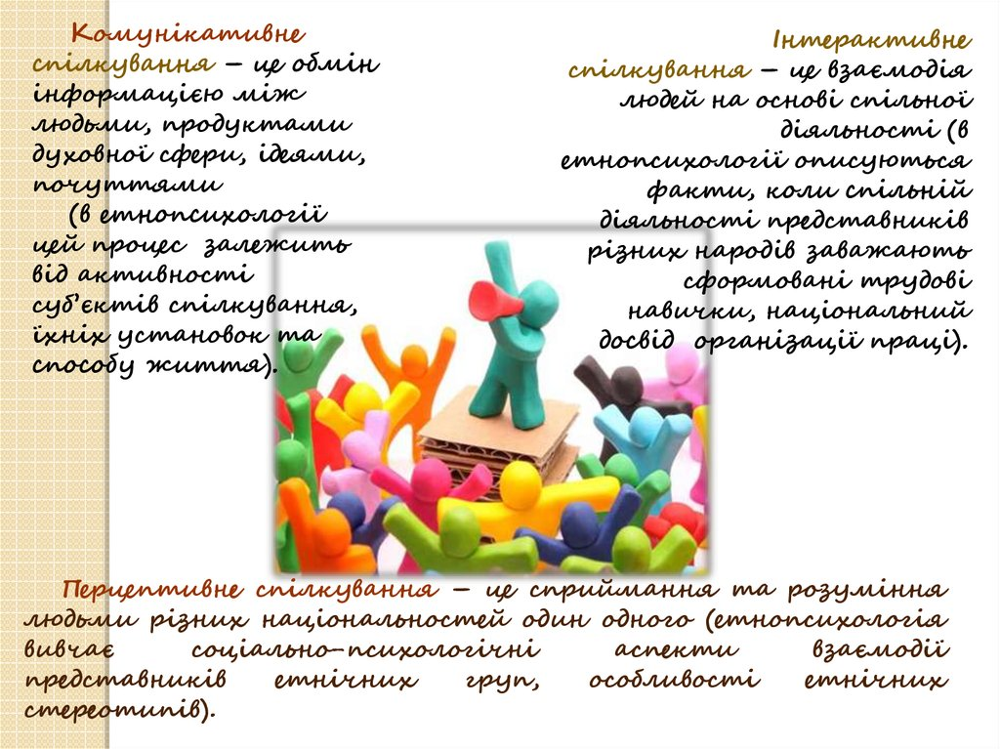 Комунікативне
спілкування – це обмін
інформацією між
людьми, продуктами
духовної сфери, ідеями,
почуттями
(в етнопсихології
цей процес залежить
від активності
суб'єктів спілкування,
їхніх установок та
способу життя).
Інтерактивне
спілкування – це взаємодія
людей на основі спільної
діяльності (в
етнопсихології описуються
факти, коли спільній
діяльності представників
різних народів заважають
сформовані трудові
навички, національний
досвід організації праці).
Перцептивне спілкування – це сприймання та розуміння
людьми різних національностей один одного (етнопсихологія
вивчає соціально-психологічні аспекти взаємодії
представників етнічних груп, особливості етнічних
стереотипів).